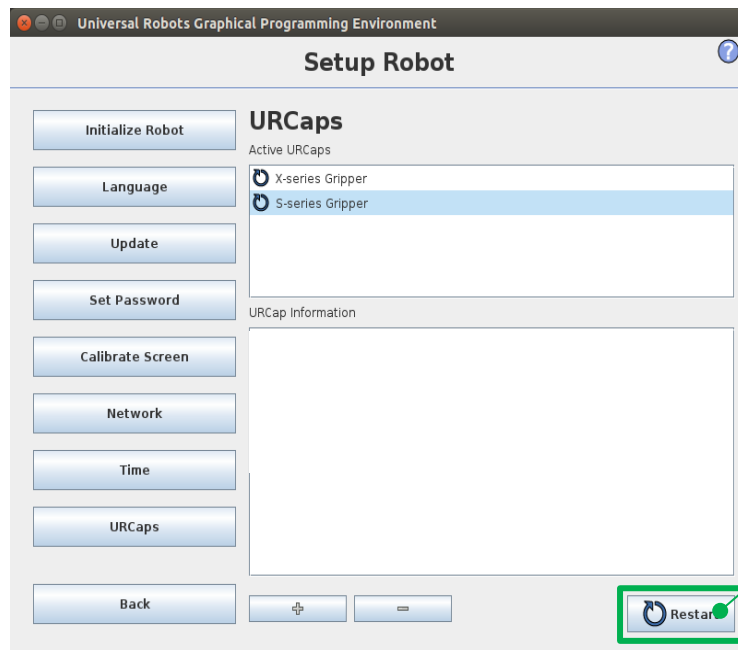 Universal Robots Graphical Programming Environment
Setup Robot
?
Initialize Robot
Language
Update
Set Password
Calibrate Screen
Network
Time
URCaps
Back
URCaps
Active URCaps
X-series Gripper
S-series Gripper
URCap Information
Restart